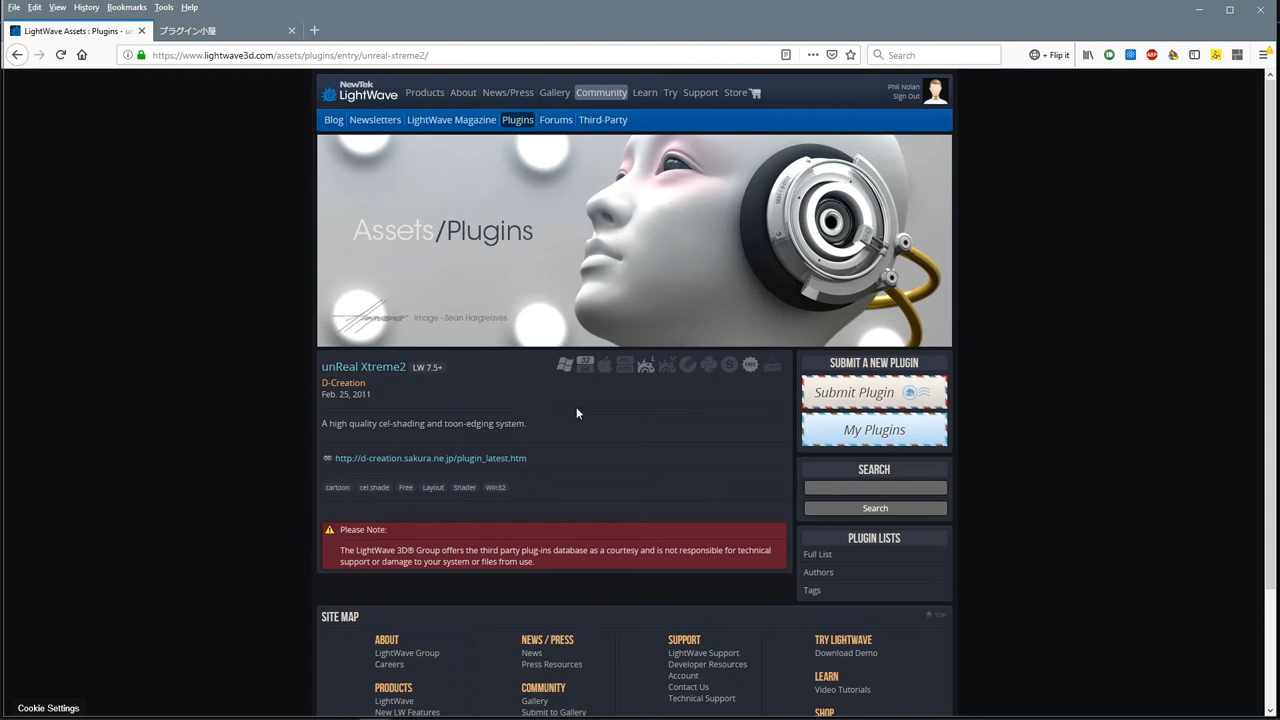 File Edit View History Bookmarks Tools Help
LightWave Assets : Plugins - un
プラグイン小屋
https://www.lightwave3d.com/assets/plugins/entry/unreal-xtreme2/
Search
+ Flip it
NewTek
LightWave
Products About News/Press Gallery Community Learn Try Support Store
Phil Nolan
Sign Out
Blog Newsletters LightWave Magazine Plugins Forums Third-Party
Assets/Plugins
Image - Sean Hargreaves
unReal Xtreme2 LW 7.5+
D-Creation
Feb. 25, 2011
A high quality cel-shading and toon-edging system.
http://d-creation.sakura.ne.jp/plugin_latest.htm
cartoon cel shade Free Layout Shader Win32
Please Note:
The LightWave 3D® Group offers the third party plug-ins database as a courtesy and is not responsible for technical
support or damage to your system or files from use.
SUBMIT A NEW PLUGIN
Submit Plugin
My Plugins
SEARCH
Search
PLUGIN LISTS
Full List
Authors
Tags
SITE MAP
TOP
ABOUT
LightWave Group
Careers
PRODUCTS
LightWave
New LW Features
NEWS / PRESS
News
Press Resources
COMMUNITY
Gallery
Submit to Gallery
SUPPORT
LightWave Support
Developer Resources
Account
Contact Us
Technical Support
TRY LIGHTWAVE
Download Demo
LEARN
Video Tutorials
SHOP
Cookie Settings